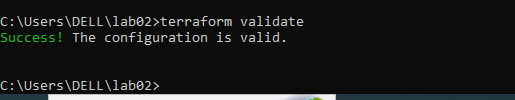 C:\Users\DELL\lab02>terraform validate
Success! The configuration is valid.
C:\Users\DELL\lab02>